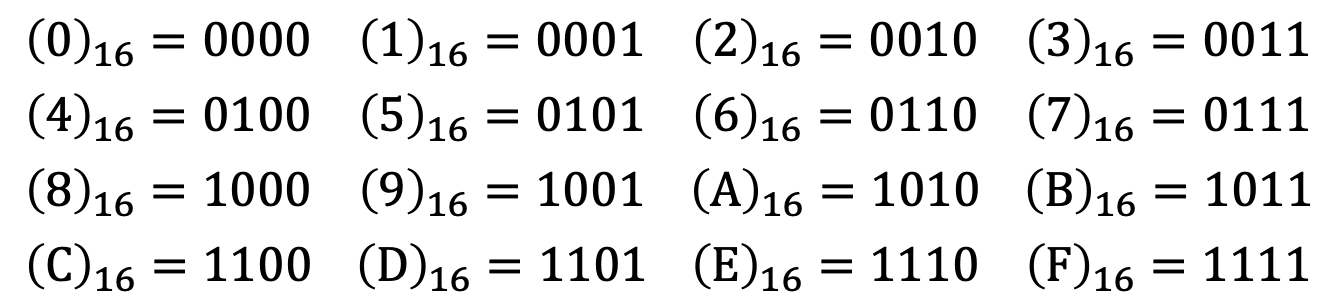 (0)₁₆ = 0000 (1)₁₆ = 0001 (2)₁₆ = 0010 (3)₁₆ = 0011
(4)₁₆ = 0100 (5)₁₆ = 0101 (6)₁₆ = 0110 (7)₁₆ = 0111
(8)₁₆ = 1000 (9)₁₆ = 1001 (A)₁₆ = 1010 (B)₁₆ = 1011
(C)₁₆ = 1100 (D)₁₆ = 1101 (E)₁₆ = 1110 (F)₁₆ = 1111